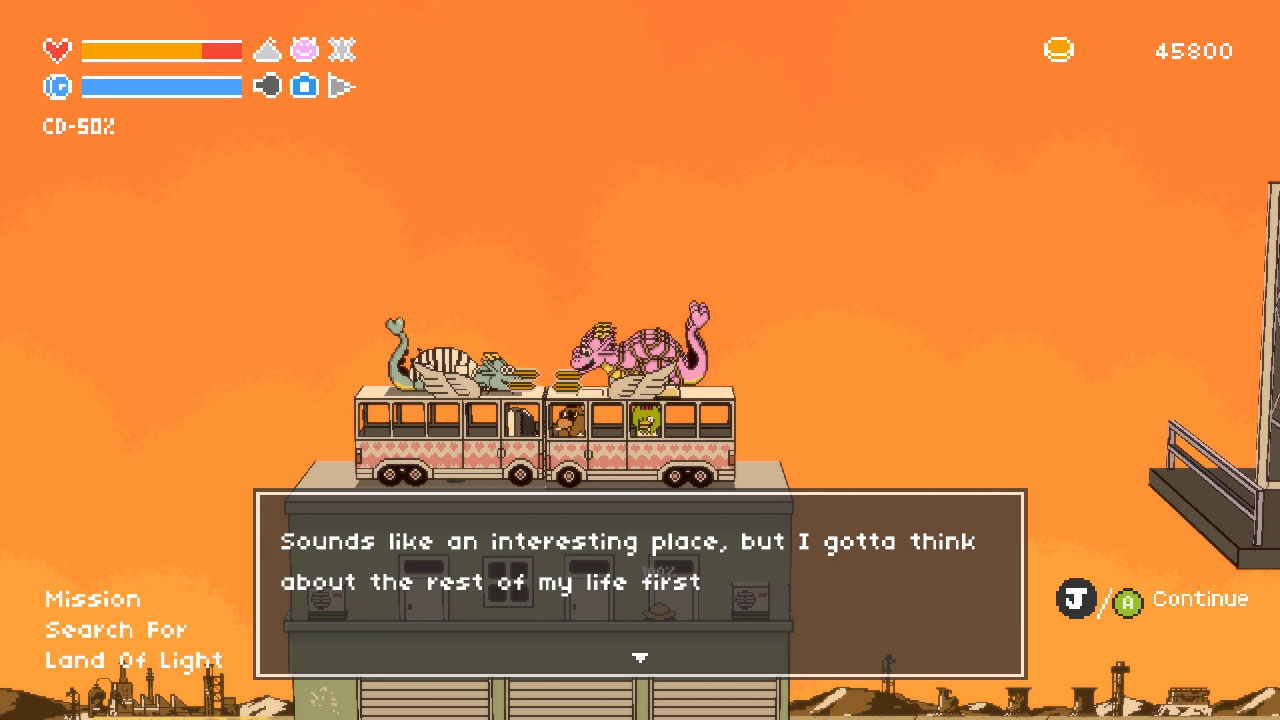 45800
CD-50%
Sounds like an interesting place, but I gotta think
about the rest of my life first
Mission
Search For
Land Of Light
J/A Continue